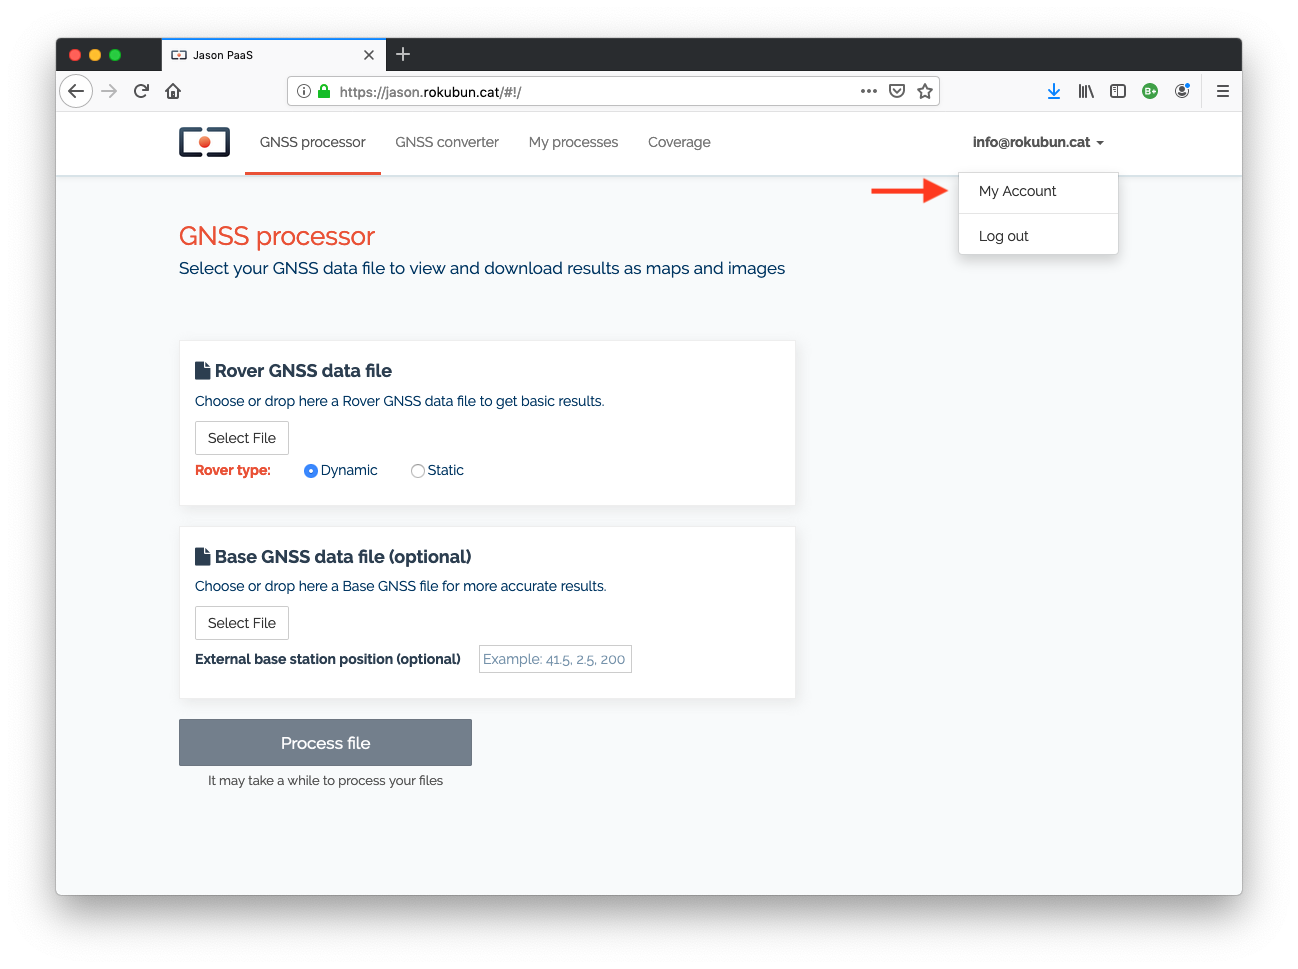 Jason PaaS
https://jason.rokubun.cat/#!/
B+
GNSS processor
GNSS converter
My processes
Coverage
info@rokubun.cat
My Account
Log out
GNSS processor
Select your GNSS data file to view and download results as maps and images
Rover GNSS data file
Choose or drop here a Rover GNSS data file to get basic results.
Select File
Rover type: Dynamic Static
Base GNSS data file (optional)
Choose or drop here a Base GNSS file for more accurate results.
Select File
External base station position (optional) Example: 41.5, 2.5, 200
Process file
It may take a while to process your files